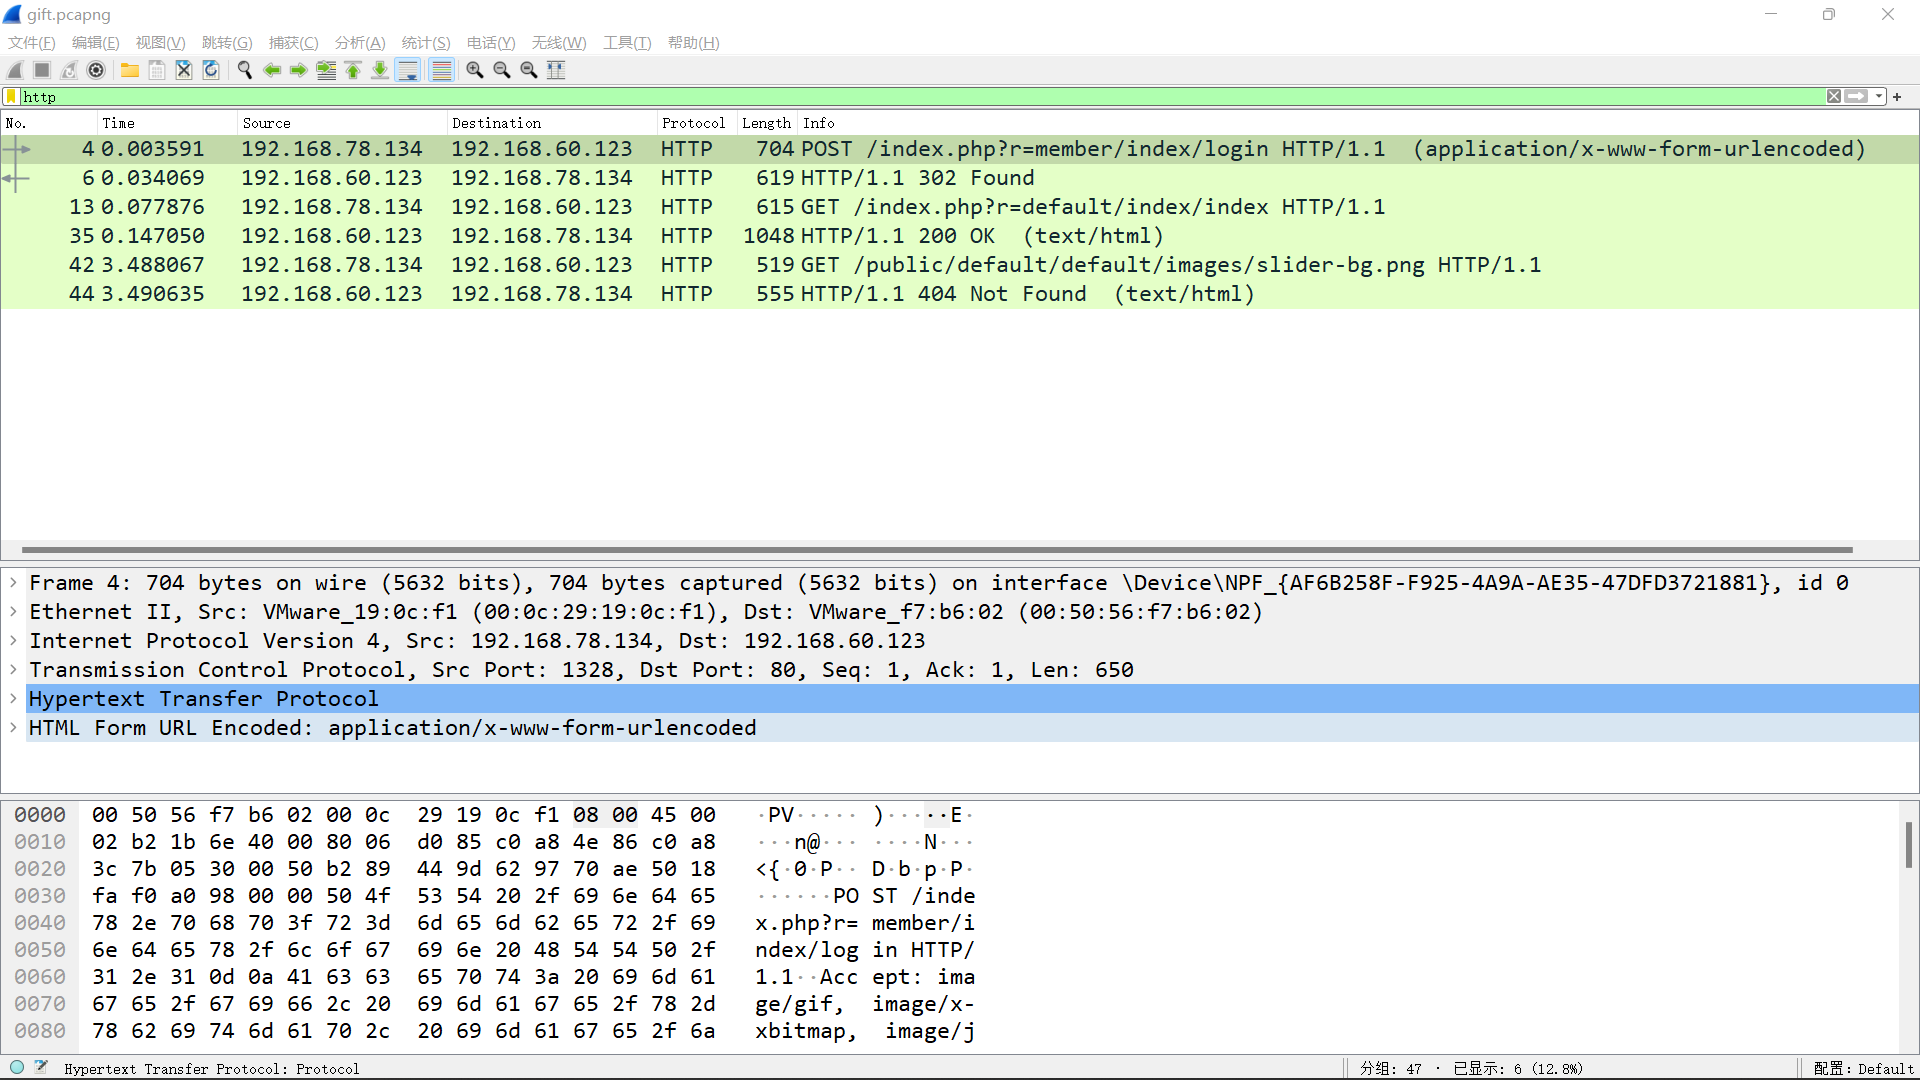 gift.pcapng
文件(F) 编辑(E) 视图(V) 跳转(G) 捕获(C) 分析(A) 统计(S) 电话(Y) 无线(W) 工具(T) 帮助(H)
http
No. Time Source Destination Protocol Length Info
4 0.003591 192.168.78.134 192.168.60.123 HTTP 704 POST /index.php?r=member/index/login HTTP/1.1 (application/x-www-form-urlencoded)
6 0.034069 192.168.60.123 192.168.78.134 HTTP 619 HTTP/1.1 302 Found
13 0.077876 192.168.78.134 192.168.60.123 HTTP 615 GET /index.php?r=default/index/index HTTP/1.1
35 0.147050 192.168.60.123 192.168.78.134 HTTP 1048 HTTP/1.1 200 OK (text/html)
42 3.488067 192.168.78.134 192.168.60.123 HTTP 519 GET /public/default/default/images/slider-bg.png HTTP/1.1
44 3.490635 192.168.60.123 192.168.78.134 HTTP 555 HTTP/1.1 404 Not Found (text/html)
Frame 4: 704 bytes on wire (5632 bits), 704 bytes captured (5632 bits) on interface \Device\NPF_{AF6B258F-F925-4A9A-AE35-47DFD3721881}, id 0
Ethernet II, Src: VMware_19:0c:f1 (00:0c:29:19:0c:f1), Dst: VMware_f7:b6:02 (00:50:56:f7:b6:02)
Internet Protocol Version 4, Src: 192.168.78.134, Dst: 192.168.60.123
Transmission Control Protocol, Src Port: 1328, Dst Port: 80, Seq: 1, Ack: 1, Len: 650
Hypertext Transfer Protocol
HTML Form URL Encoded: application/x-www-form-urlencoded
0000 00 50 56 f7 b6 02 00 0c 29 19 0c f1 08 00 45 00 ·PV····· )·····E·
0010 02 b2 1b 6e 40 00 80 06 d0 85 c0 a8 4e 86 c0 a8 ···n@··· ····N···
0020 3c 7b 05 30 00 50 b2 89 44 9d 62 97 70 ae 50 18 <{·0·P·· D·b·p·P·
0030 fa f0 a0 98 00 00 50 4f 53 54 20 2f 69 6e 64 65 ······PO ST /inde
0040 78 2e 70 68 70 3f 72 3d 6d 65 6d 62 65 72 2f 69 x.php?r= member/i
0050 6e 64 65 78 2f 6c 6f 67 69 6e 20 48 54 54 50 2f ndex/log in HTTP/
0060 31 2e 31 0d 0a 41 63 63 65 70 74 3a 20 69 6d 61 1.1··Acc ept: ima
0070 67 65 2f 67 69 66 2c 20 69 6d 61 67 65 2f 78 2d ge/gif,  image/x-
0080 78 62 69 74 6d 61 70 2c 20 69 6d 61 67 65 2f 6a xbitmap,  image/j
Hypertext Transfer Protocol: Protocol 分组: 47 · 已显示: 6 (12.8%) 配置: Default